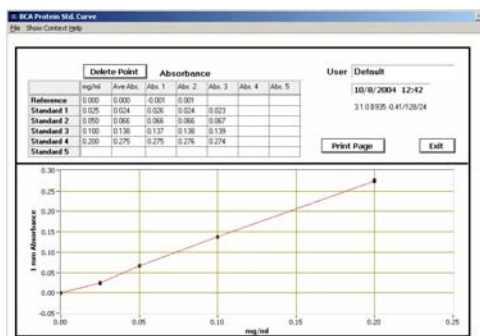 BCA Protein Std. Curve
File Show Context Help
Delete Point Absorbance User Default
mg/ml Ave Abs. Abs. 1 Abs. 2 Abs. 3 Abs. 4 Abs. 5
10/8/2004 12:42
Reference 0.000 0.000 -0.001 0.001
Standard 1 0.025 0.024 0.026 0.024 0.023
Standard 2 0.050 0.066 0.066 0.066 0.067
Standard 3 0.100 0.138 0.137 0.138 0.139
Standard 4 0.200 0.275 0.275 0.276 0.274
Standard 5
Print Page Exit
0.30
0.25
0.20
0.15
0.10
0.05
0.00
-0.05
1 mm Absorbance
0.00 0.05 0.10 0.15 0.20 0.25
mg/ml